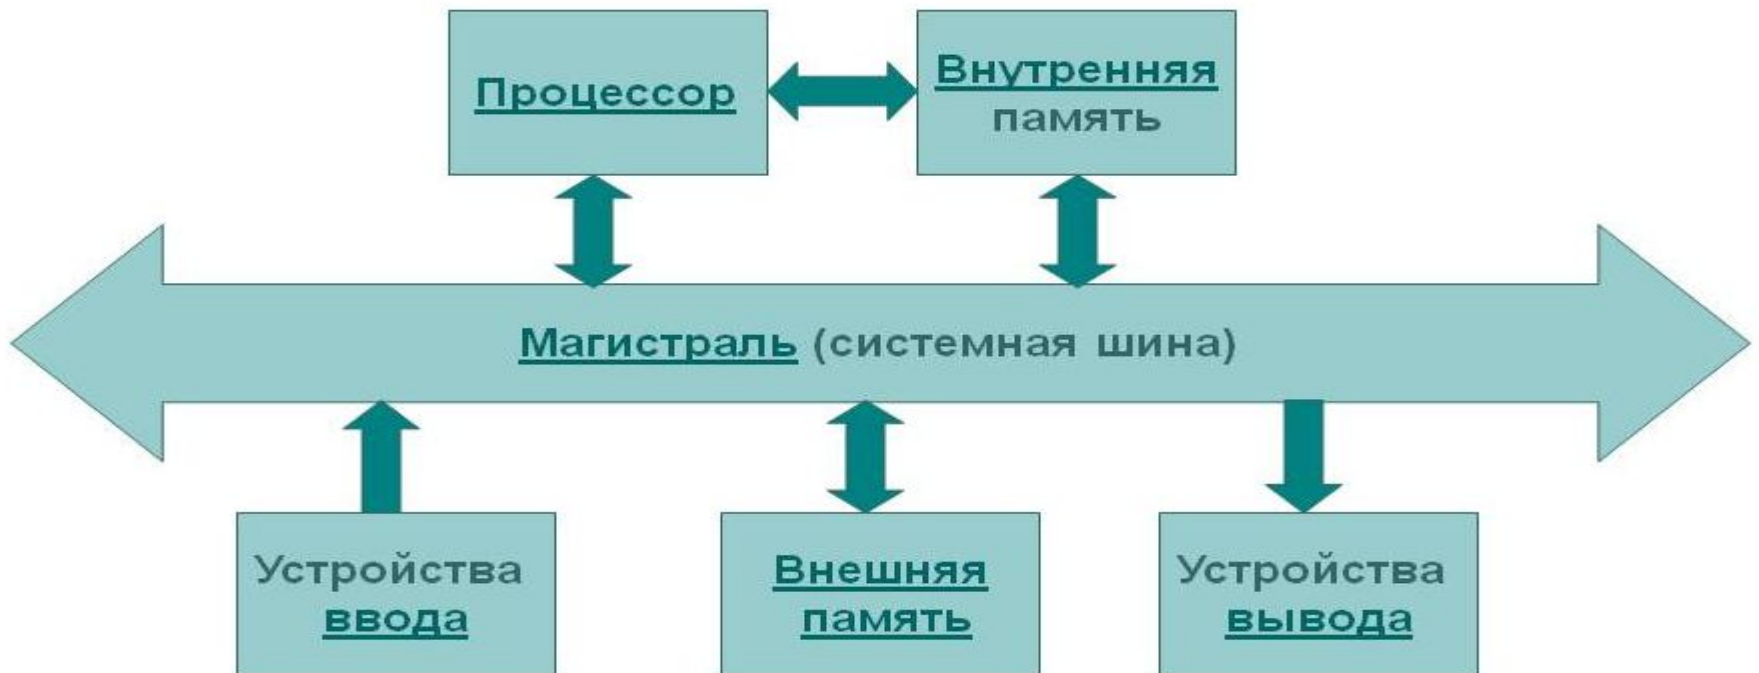 Процессор
Внутренняя
память
Магистраль (системная шина)
Устройства
ввода
Внешняя
память
Устройства
вывода